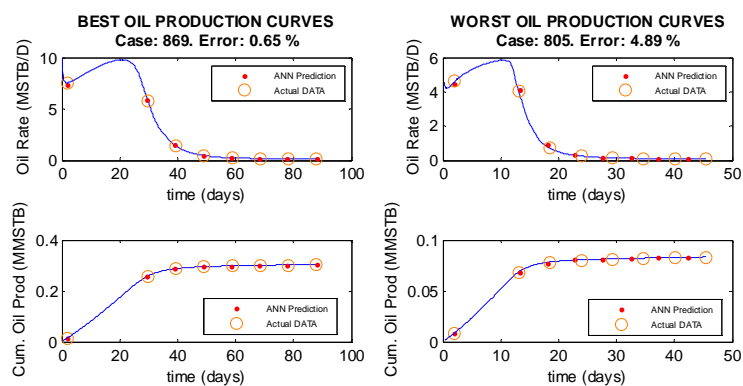 BEST OIL PRODUCTION CURVES
Case: 869. Error: 0.65 %
Oil Rate (MSTB/D)
10
5
0
ANN Prediction
Actual DATA
0 20 40 60 80 100
time (days)
WORST OIL PRODUCTION CURVES
Case: 805. Error: 4.89 %
Oil Rate (MSTB/D)
6
4
2
0
ANN Prediction
Actual DATA
0 10 20 30 40 50
time (days)
Cum. Oil Prod (MMSTB)
0.4
0.2
0
ANN Prediction
Actual DATA
0 20 40 60 80 100
time (days)
Cum. Oil Prod (MMSTB)
0.1
0.05
0
ANN Prediction
Actual DATA
0 10 20 30 40 50
time (days)